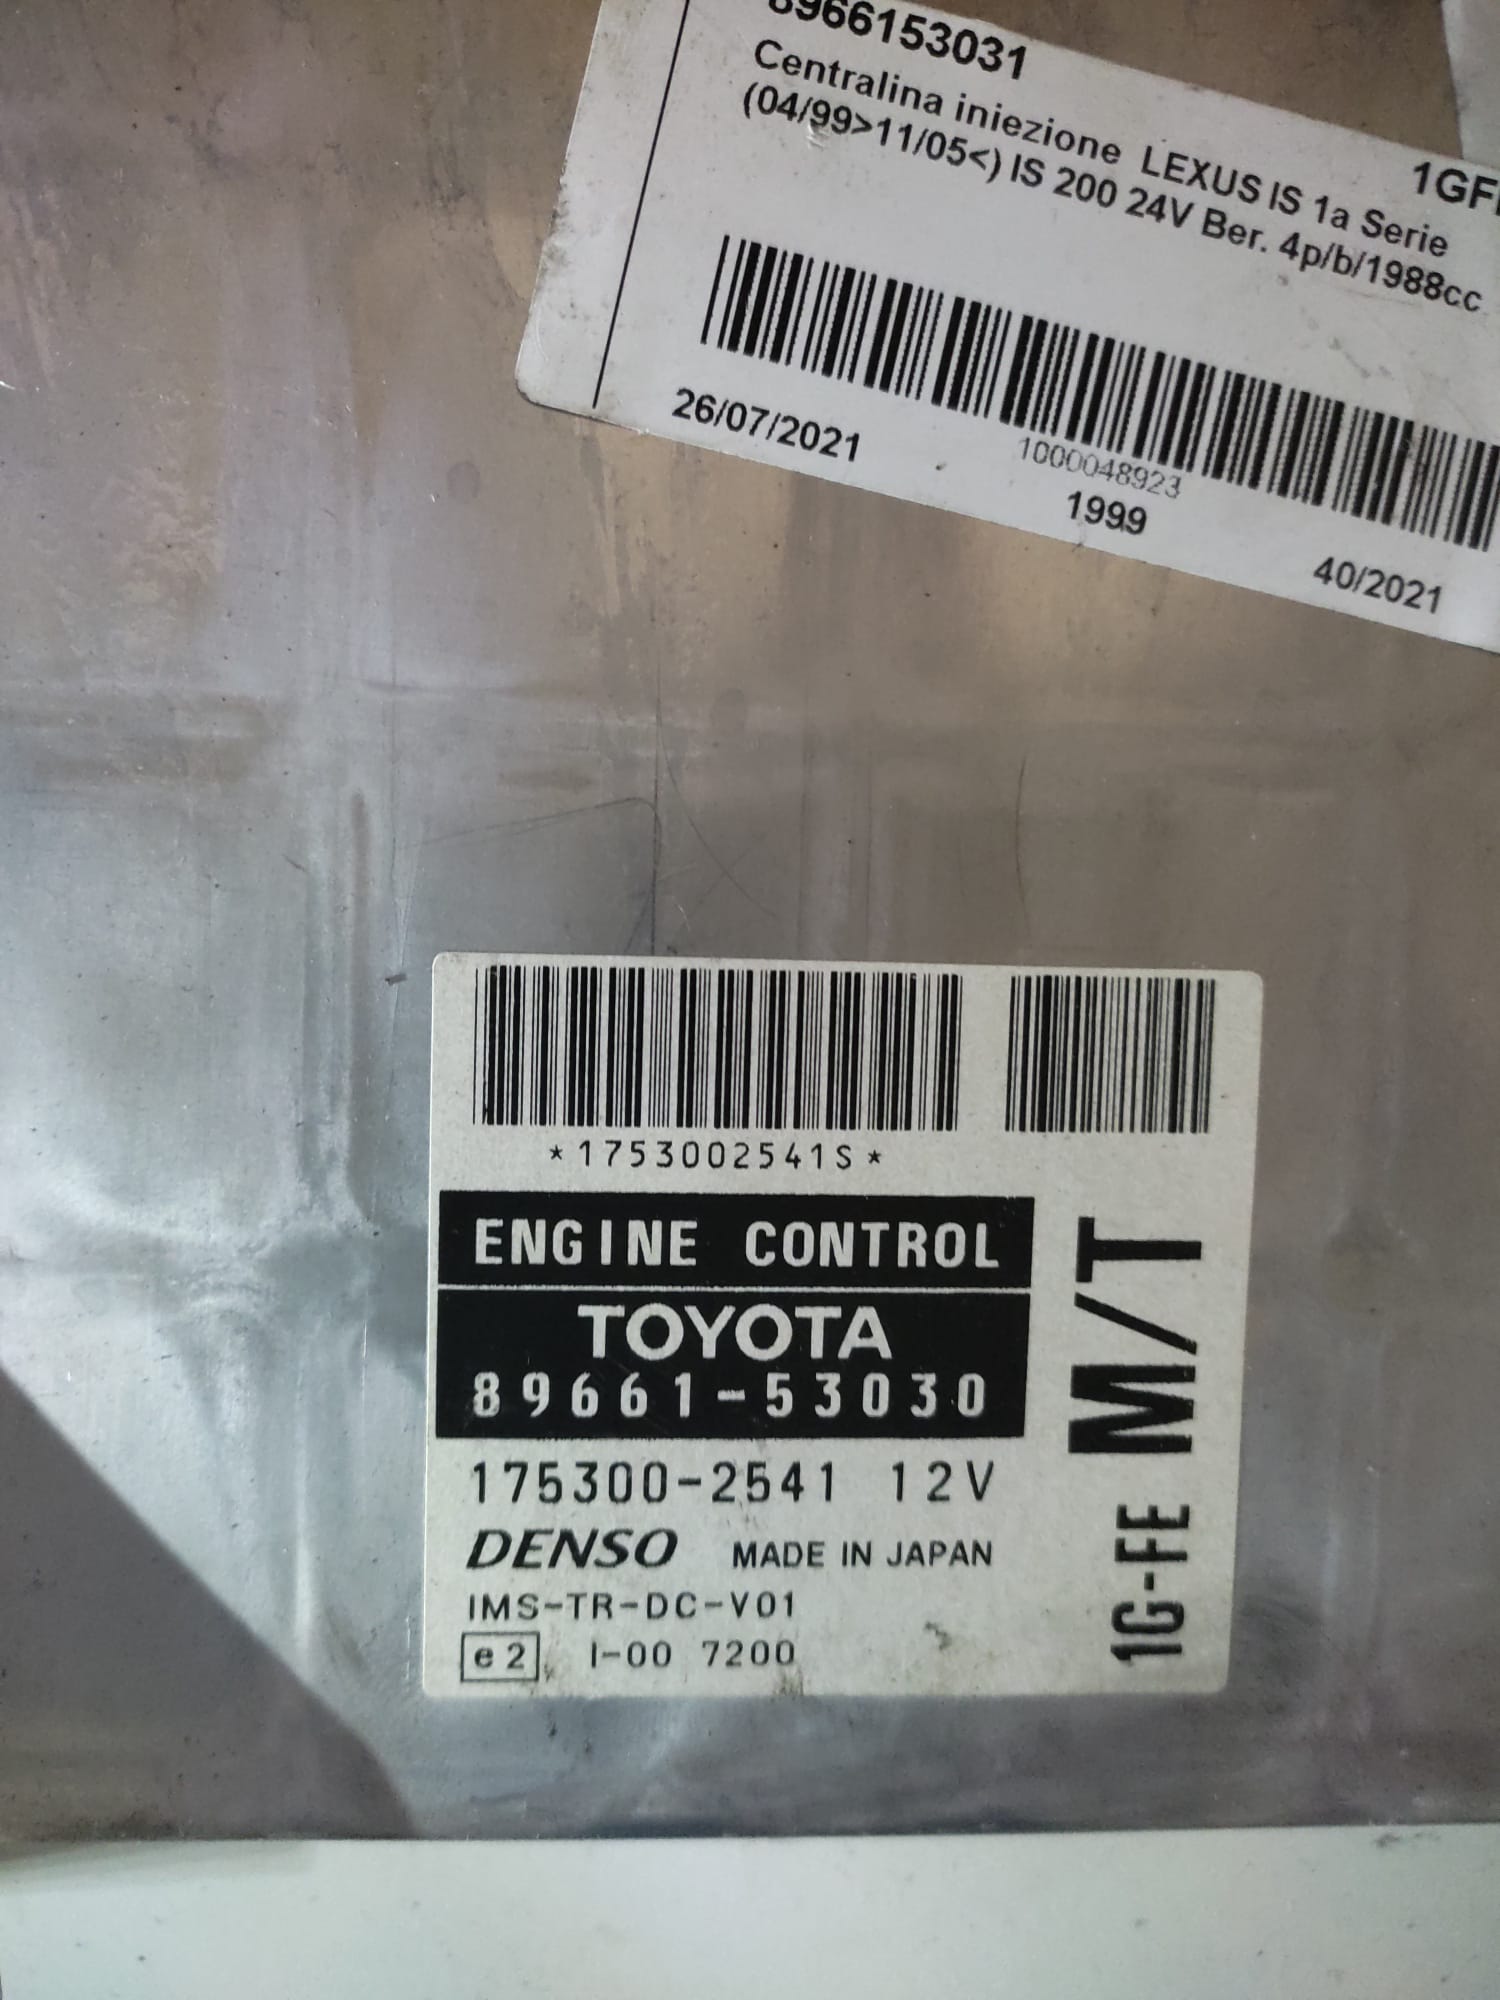 8966153031
1GF
Centralina iniezione LEXUS IS 1a Serie
(04/99>11/05<) IS 200 24V Ber. 4p/b/1988cc
26/07/2021
1000048923
1999
40/2021
*1753002541S*
ENGINE CONTROL
TOYOTA
89661-53030
175300-2541 12V
DENSO MADE IN JAPAN
IMS-TR-DC-V01
e2 I-00 7200
1G-FE M/T